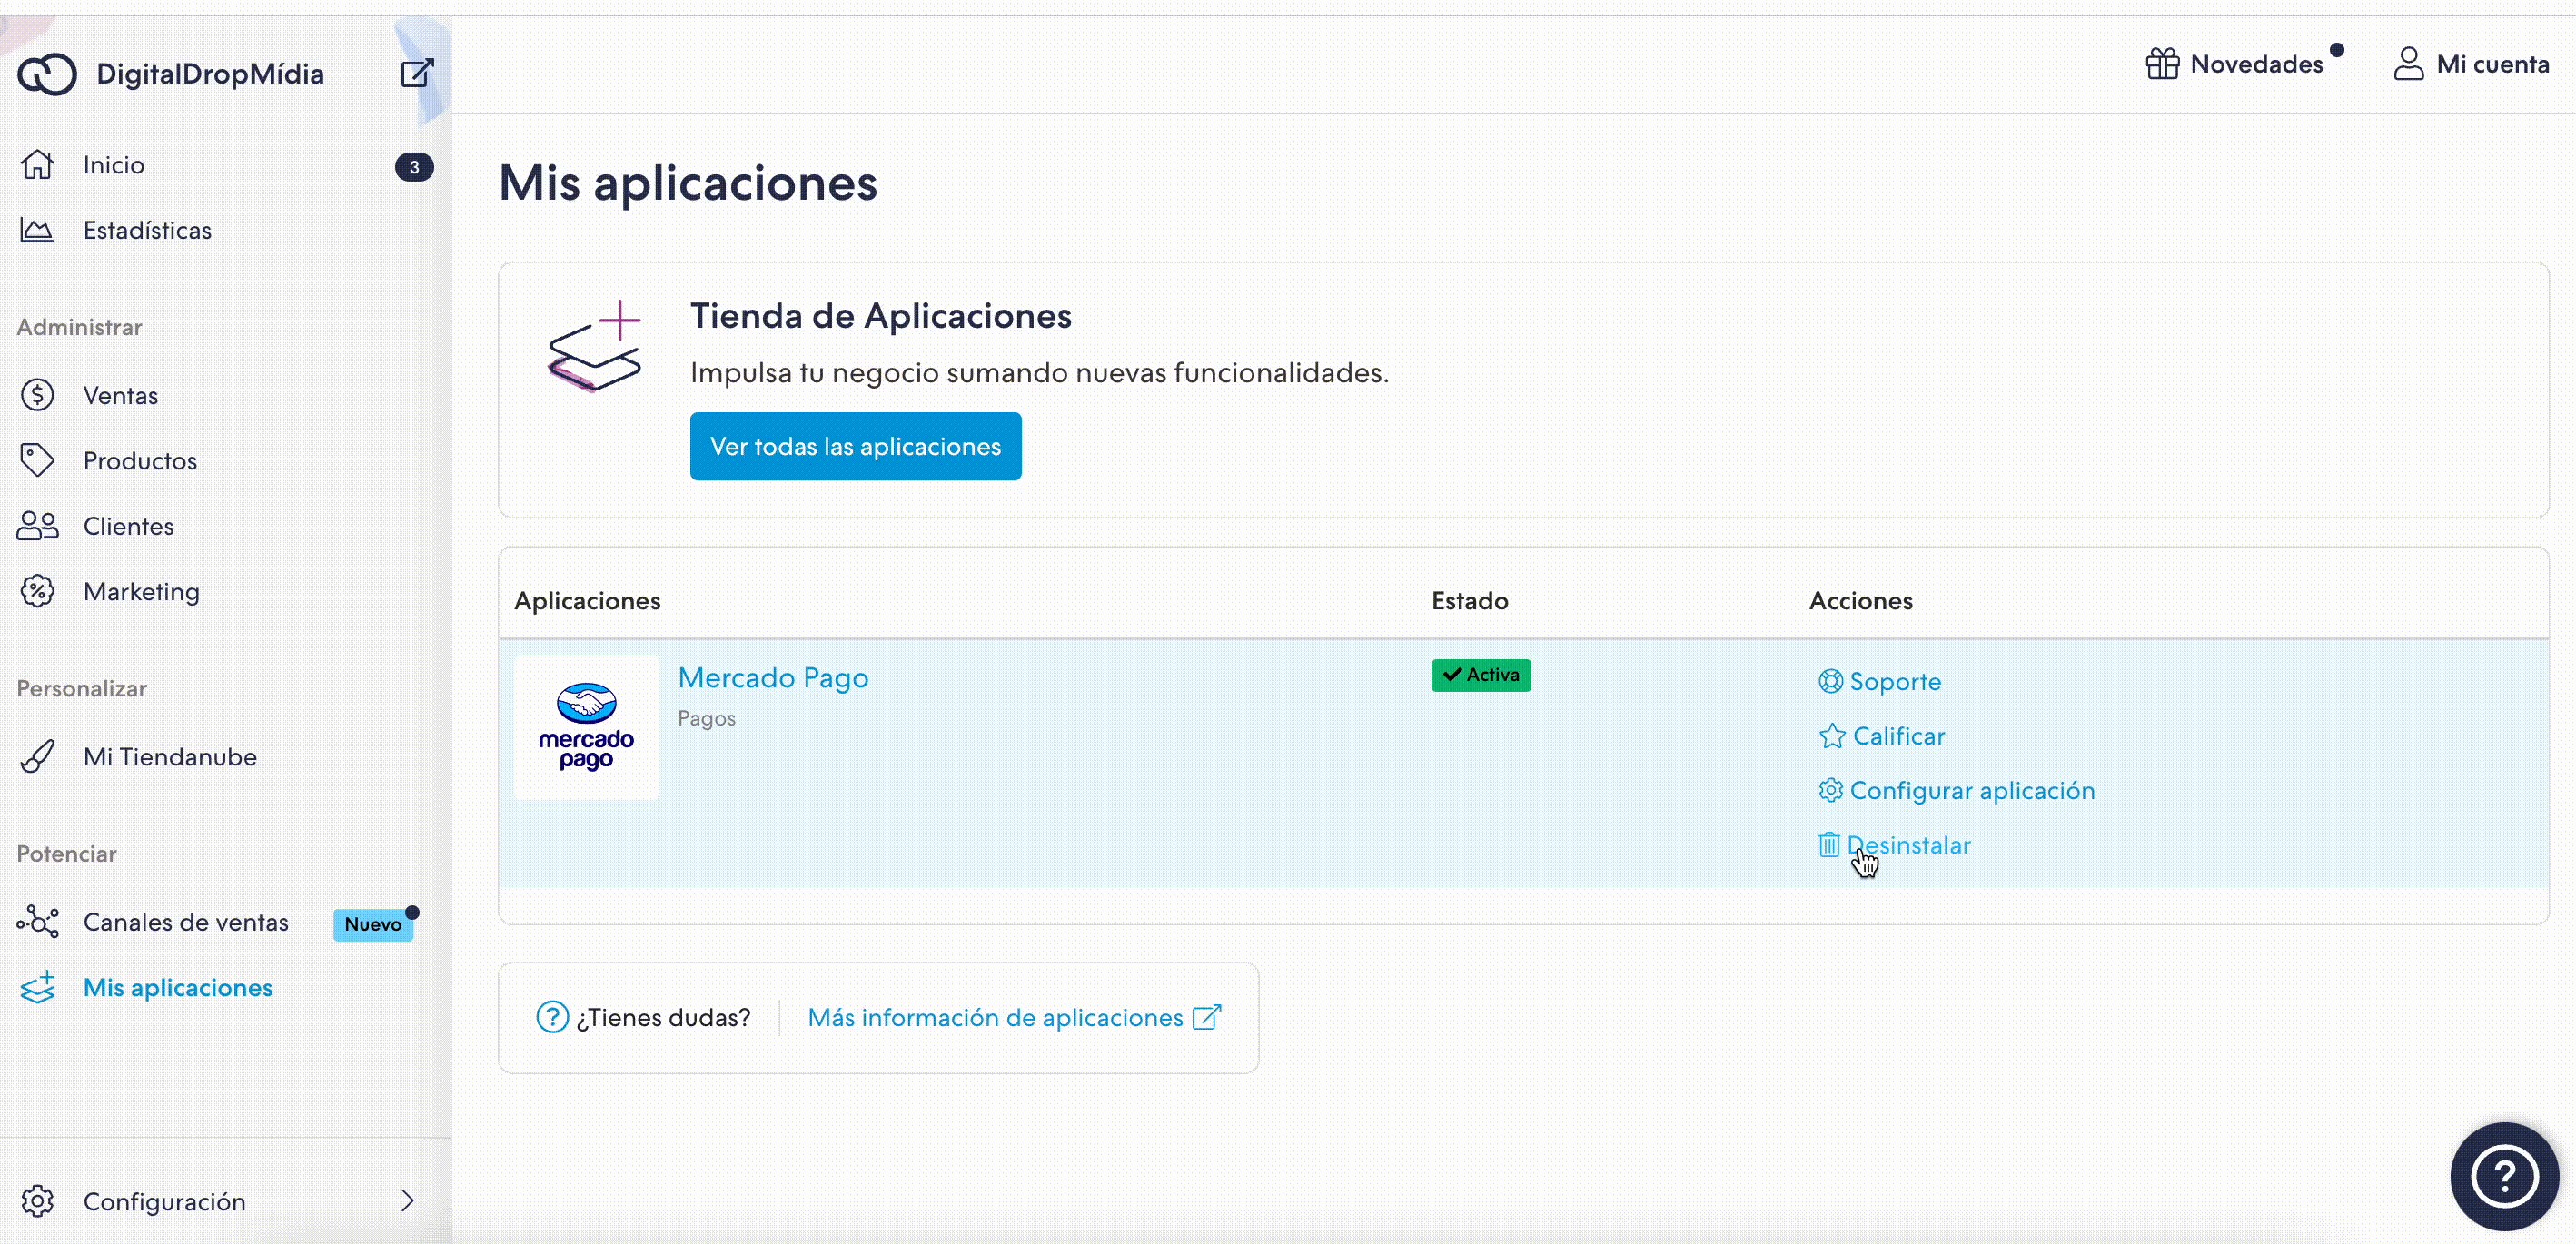 DigitalDropMídia
Novedades
Mi cuenta
Inicio
3
Estadísticas
Administrar
Ventas
Productos
Clientes
Marketing
Personalizar
Mi Tiendanube
Potenciar
Canales de ventas
Nuevo
Mis aplicaciones
Configuración
Mis aplicaciones
Tienda de Aplicaciones
Impulsa tu negocio sumando nuevas funcionalidades.
Ver todas las aplicaciones
Aplicaciones
Estado
Acciones
mercado
pago
Mercado Pago
Pagos
Activa
Soporte
Calificar
Configurar aplicación
Desinstalar
¿Tienes dudas?
Más información de aplicaciones
?